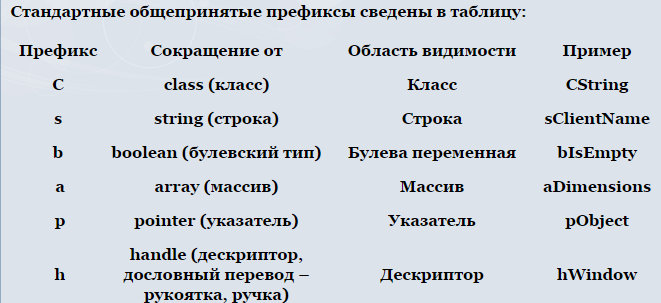 Стандартные общепринятые префиксы сведены в таблицу:
Префикс Сокращение от Область видимости Пример
C class (класс) Класс CString
s string (строка) Строка sClientName
b boolean (булевский тип) Булева переменная bIsEmpty
a array (массив) Массив aDimensions
p pointer (указатель) Указатель pObject
handle (дескриптор,
h дословный перевод – Дескриптор hWindow
рукоятка, ручка)